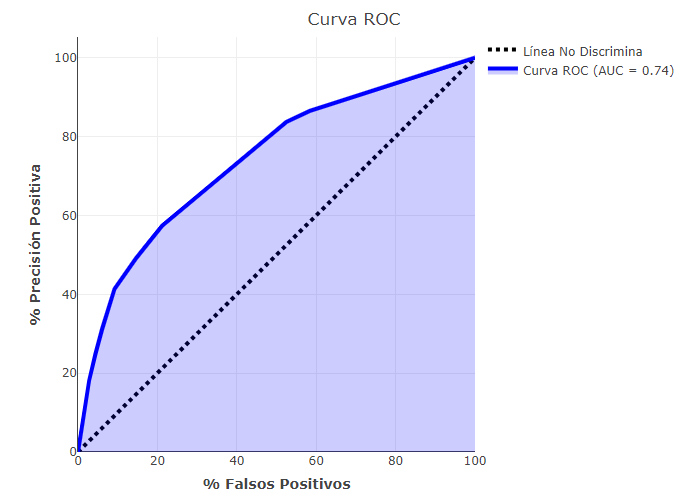 Curva ROC
Línea No Discrimina
Curva ROC (AUC = 0.74)
% Precisión Positiva
100
80
60
40
20
0
0 20 40 60 80 100
% Falsos Positivos